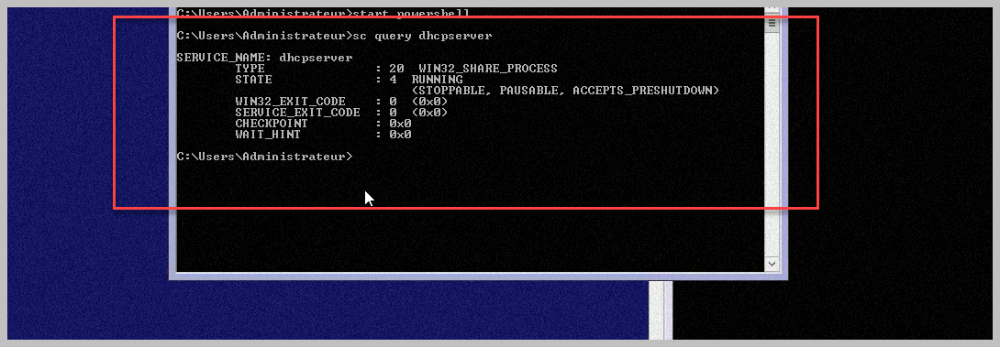 C:\Users\Administrateur>start powershell
C:\Users\Administrateur>sc query dhcpserver
SERVICE_NAME: dhcpserver
TYPE : 20 WIN32_SHARE_PROCESS
STATE : 4 RUNNING
(STOPPABLE, PAUSABLE, ACCEPTS_PRESHUTDOWN)
WIN32_EXIT_CODE : 0 (0x0)
SERVICE_EXIT_CODE : 0 (0x0)
CHECKPOINT : 0x0
WAIT_HINT : 0x0
C:\Users\Administrateur>